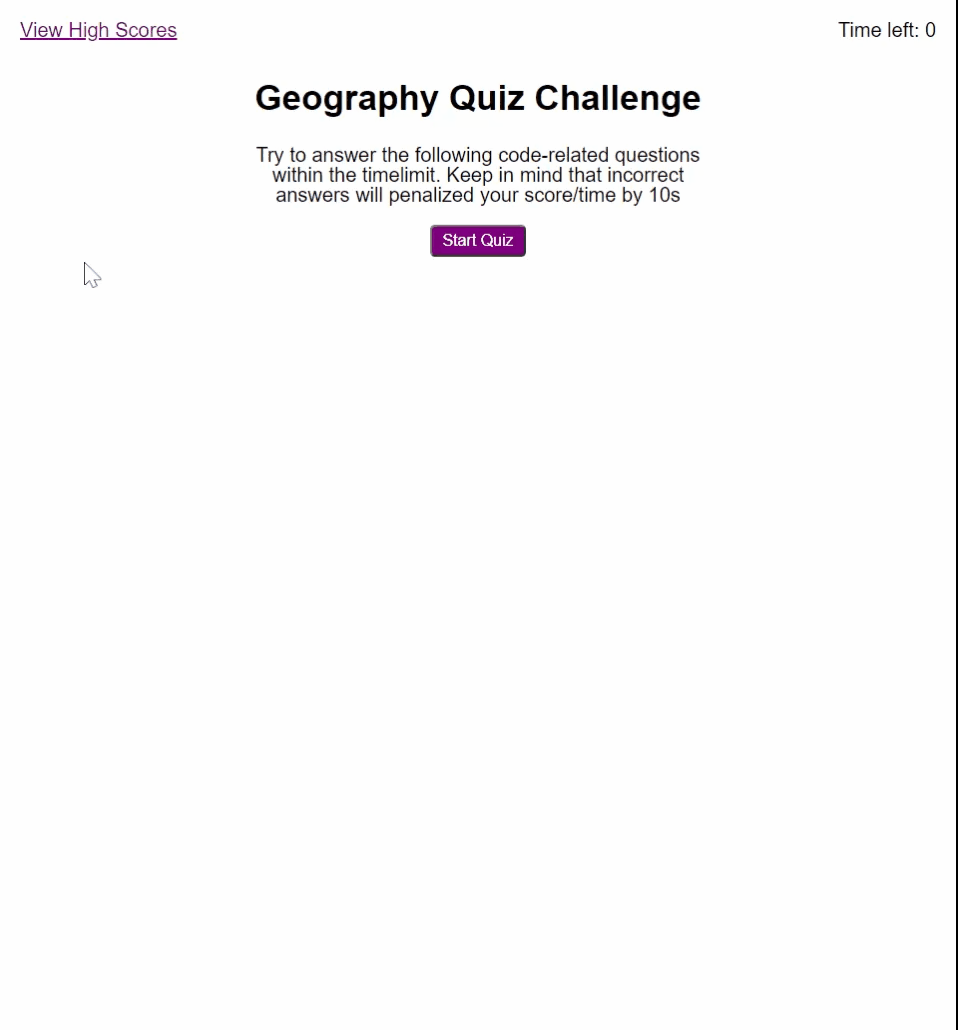 View High Scores
Time left: 0
Geography Quiz Challenge
Try to answer the following code-related questions
within the timelimit. Keep in mind that incorrect
answers will penalized your score/time by 10s
Start Quiz